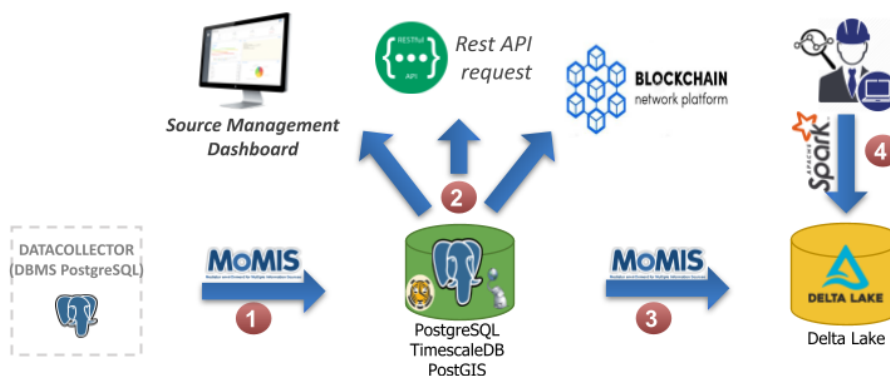 RESTful
API
Rest API
request
BLOCKCHAIN
network platform
Source Management
Dashboard
APACHE
Spark
4
2
DATACOLLECTOR
(DBMS PostgreSQL)
MOMIS
1
MOMIS
3
DELTA LAKE
PostgreSQL
TimescaleDB
PostGIS
Delta Lake